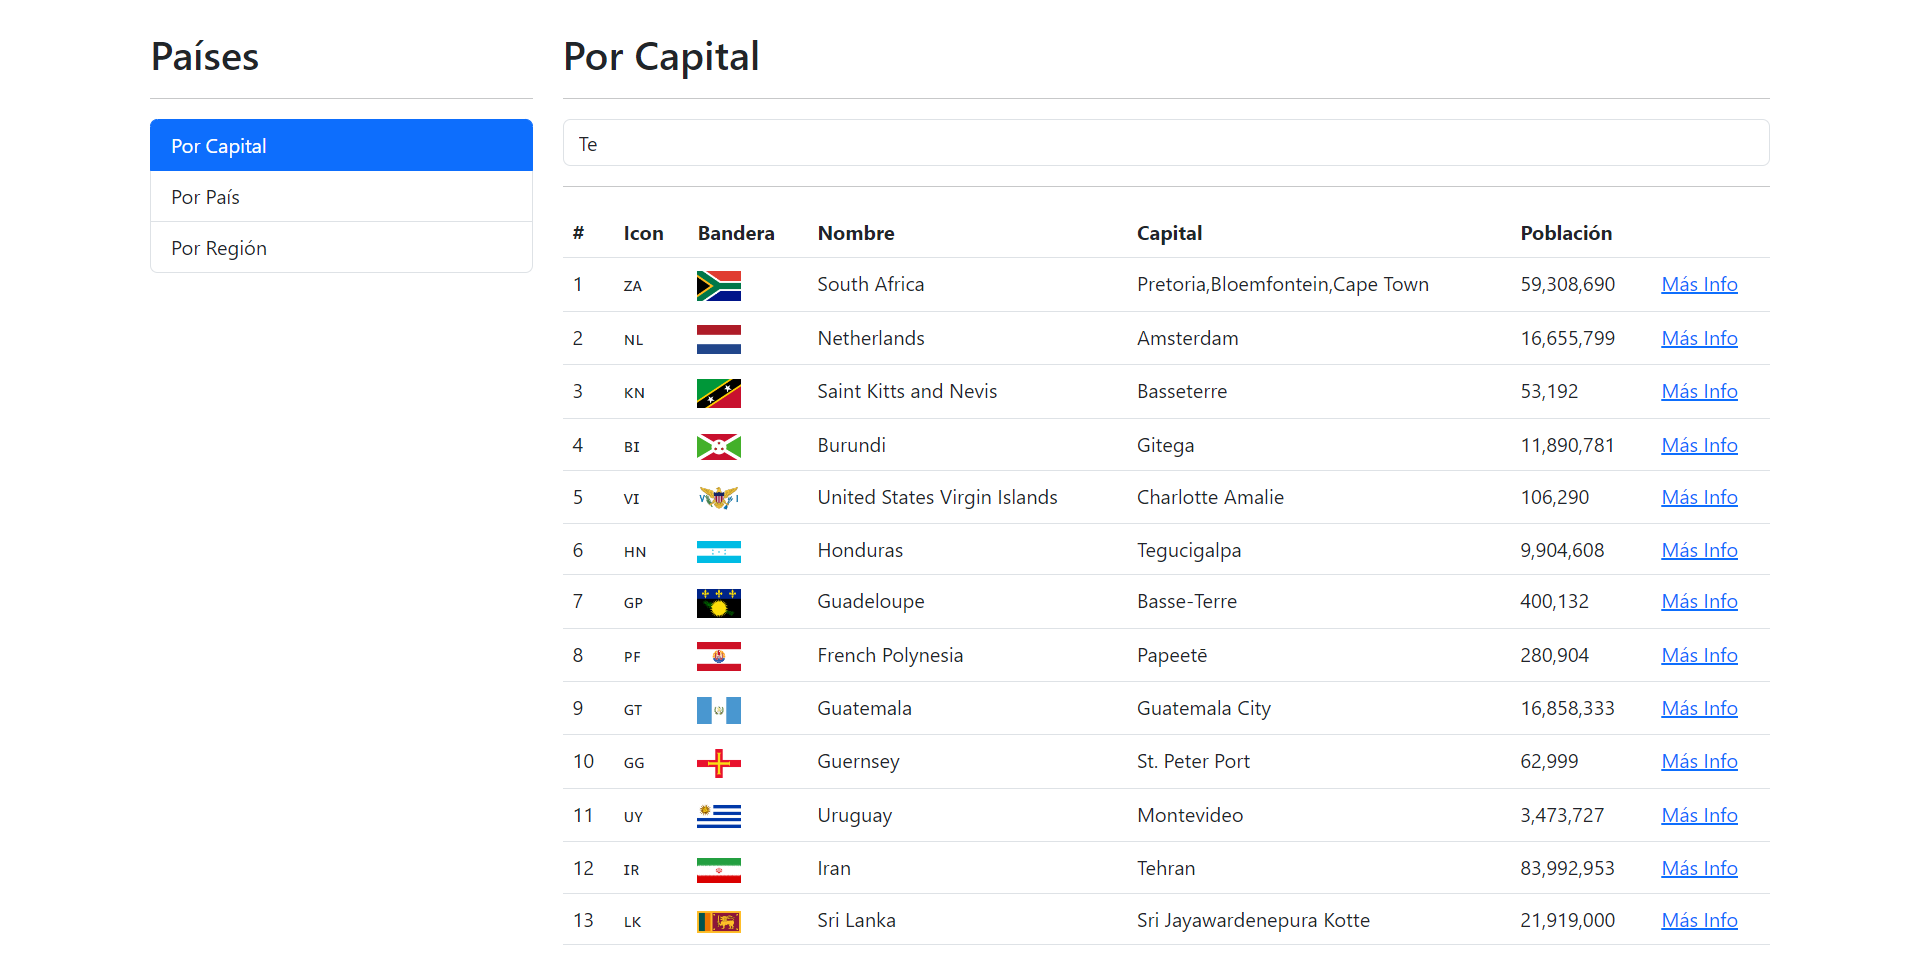 Países
Por Capital
Por Capital
Por País
Por Región
Te
# Icon Bandera Nombre Capital Población
1 ZA South Africa Pretoria,Bloemfontein,Cape Town 59,308,690 Más Info
2 NL Netherlands Amsterdam 16,655,799 Más Info
3 KN Saint Kitts and Nevis Basseterre 53,192 Más Info
4 BI Burundi Gitega 11,890,781 Más Info
5 VI V I United States Virgin Islands Charlotte Amalie 106,290 Más Info
6 HN Honduras Tegucigalpa 9,904,608 Más Info
7 GP Guadeloupe Basse-Terre 400,132 Más Info
8 PF French Polynesia Papeetē 280,904 Más Info
9 GT Guatemala Guatemala City 16,858,333 Más Info
10 GG Guernsey St. Peter Port 62,999 Más Info
11 UY Uruguay Montevideo 3,473,727 Más Info
12 IR Iran Tehran 83,992,953 Más Info
13 LK Sri Lanka Sri Jayawardenepura Kotte 21,919,000 Más Info